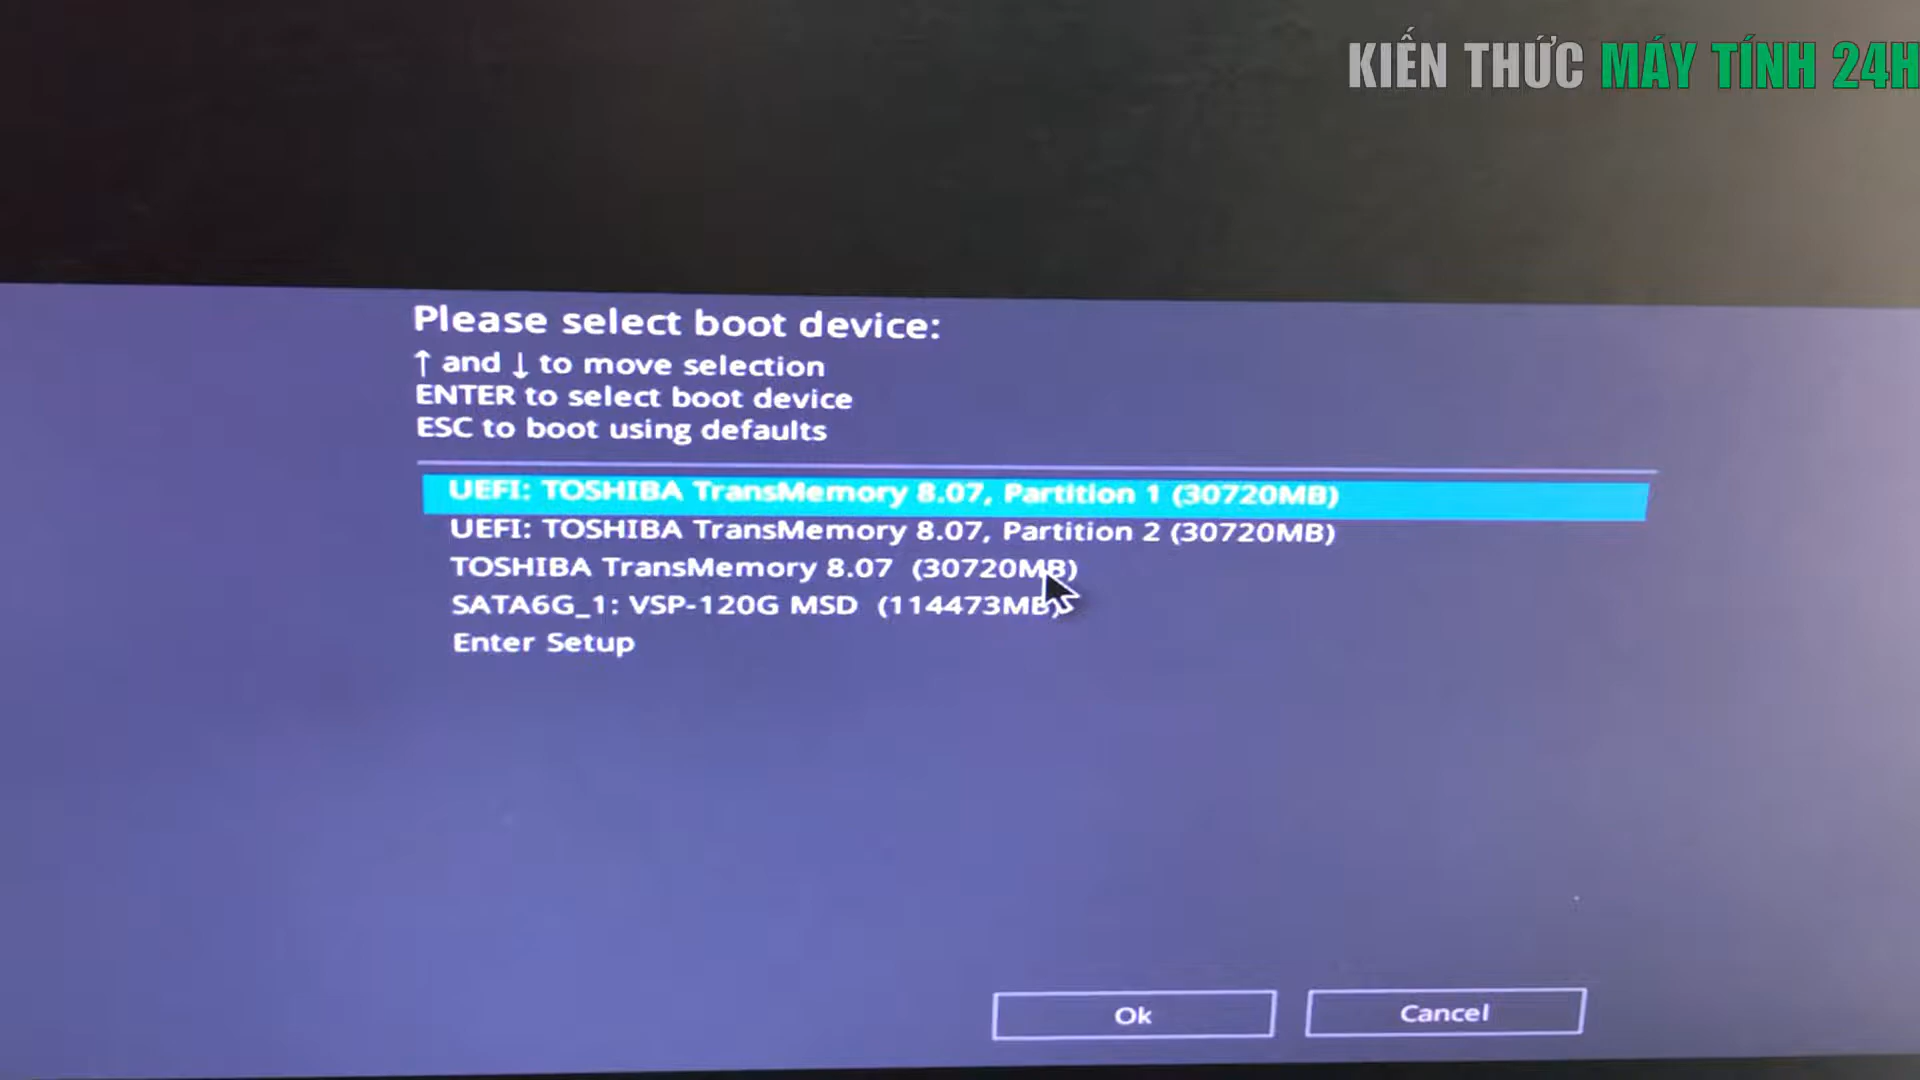 KIẾN THỨC MÁY TÍNH 24H
Please select boot device:
↑ and ↓ to move selection
ENTER to select boot device
ESC to boot using defaults
UEFI: TOSHIBA TransMemory 8.07, Partition 1 (30720MB)
UEFI: TOSHIBA TransMemory 8.07, Partition 2 (30720MB)
TOSHIBA TransMemory 8.07 (30720MB)
SATA6G_1: VSP-120G MSD (114473MB)
Enter Setup
Ok
Cancel